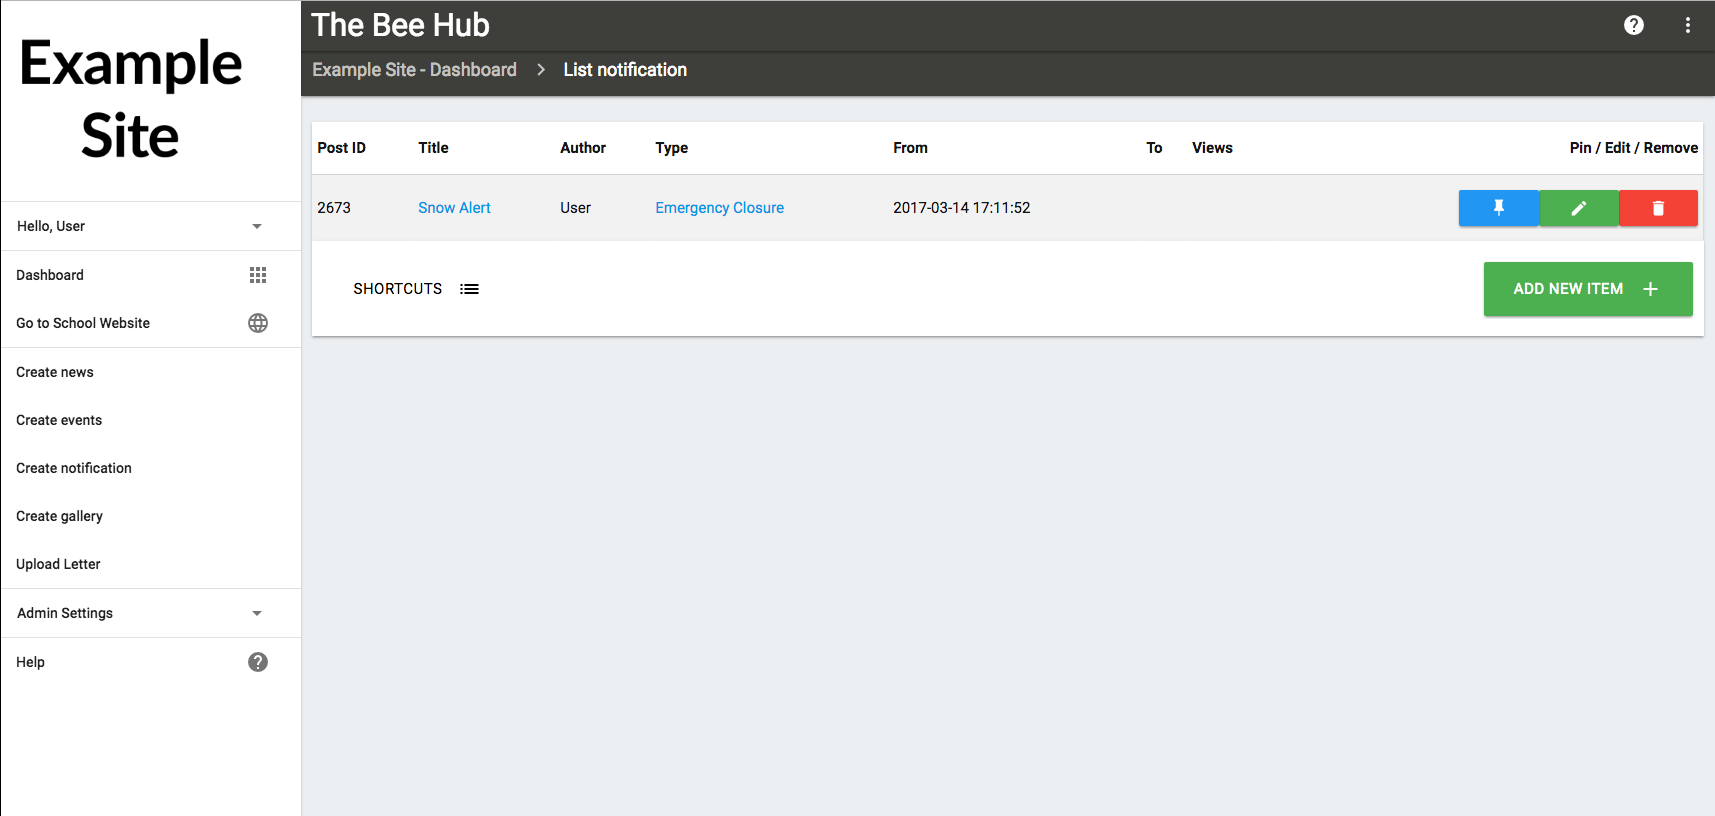 Example
Site
Hello, User
Dashboard
Go to School Website
Create news
Create events
Create notification
Create gallery
Upload Letter
Admin Settings
Help
The Bee Hub
Example Site - Dashboard > List notification
Post ID Title Author Type From To Views Pin / Edit / Remove
2673 Snow Alert User Emergency Closure 2017-03-14 17:11:52
SHORTCUTS
ADD NEW ITEM +